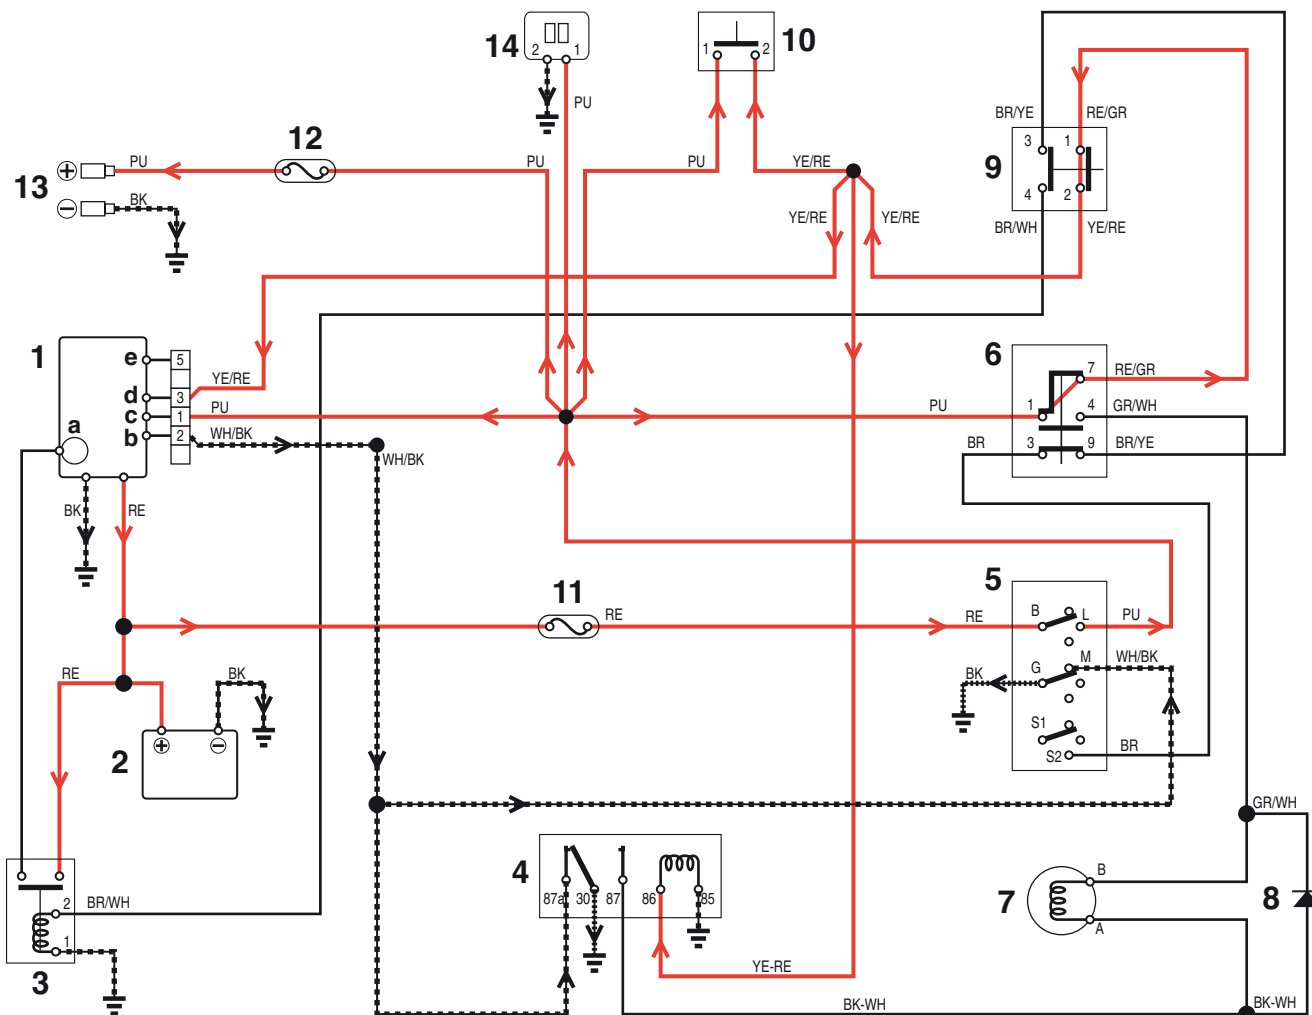 14
2 1
PU
10
1 2
BR/YE
RE/GR
3 1
9
4 2
BR/WH
YE/RE
12
PU
PU
PU
YE/RE
13
+
−
BK
YE/RE
YE/RE
1
e 5
d 3
c 1
b 2
a
YE/RE
PU
WH/BK
WH/BK
BK
RE
6
7
RE/GR
PU
1
4
GR/WH
BR
3
9
BR/YE
11
RE
5
RE
B
L
PU
G
M
WH/BK
BK
S1
S2
BR
RE
BK
2
+ −
GR/WH
4
87a 30 87 86 85
7
B
A
8
BR/WH
2
1
3
YE-RE
BK-WH
BK-WH